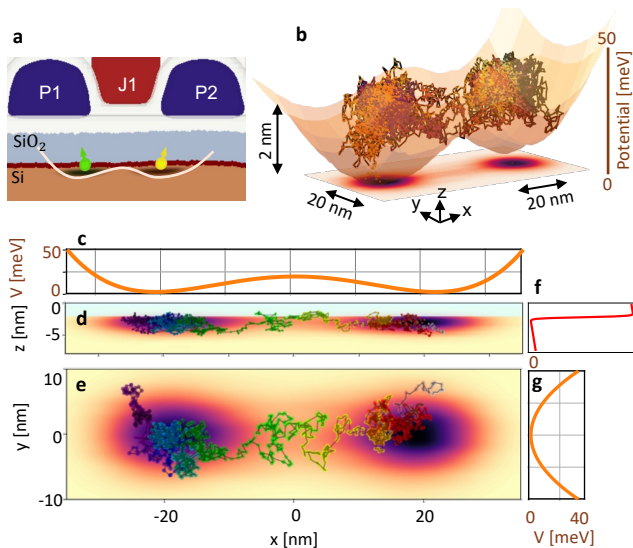 a
P1
J1
P2
SiO2
Si
b
50
Potential [meV]
0
2 nm
20 nm
y
z
x
20 nm
c
V [meV]
50
0
d
z [nm]
0
-5
f
0
e
y [nm]
10
0
-10
-20
0
20
x [nm]
g
0
40
V [meV]